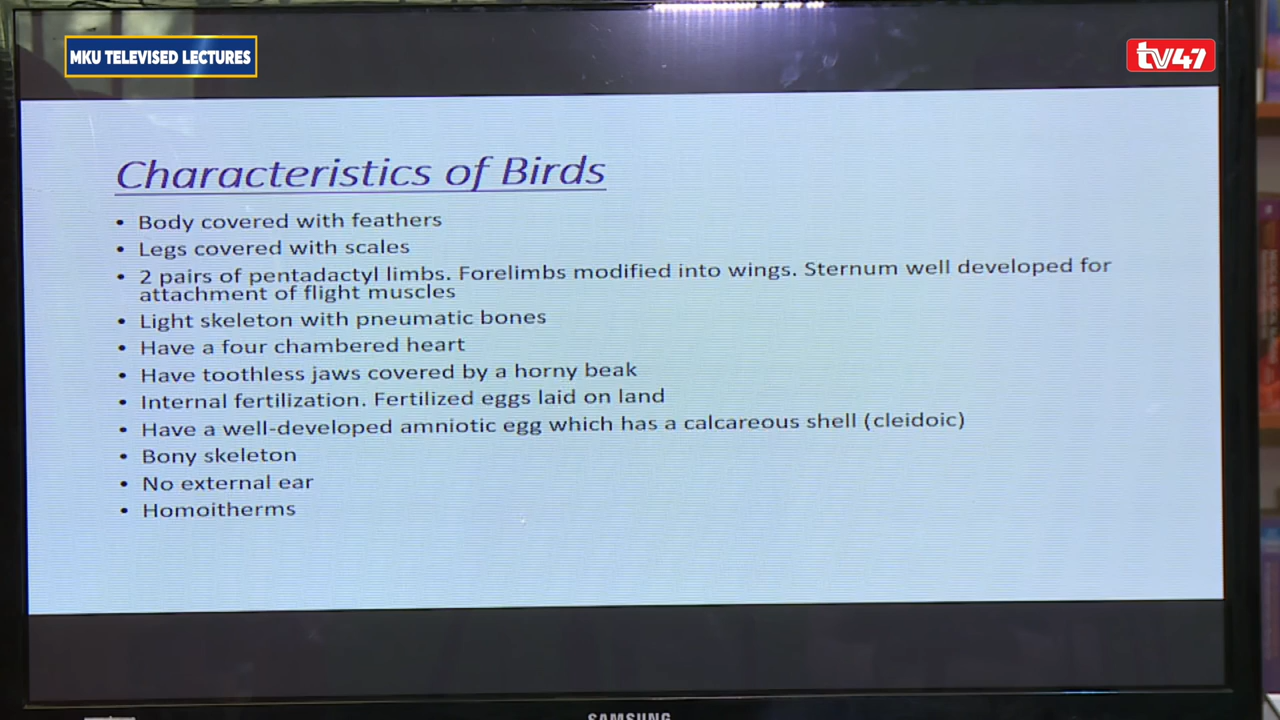 MKU TELEVISED LECTURES
tv47
Characteristics of Birds
• Body covered with feathers
• Legs covered with scales
• 2 pairs of pentadactyl limbs. Forelimbs modified into wings. Sternum well developed for
attachment of flight muscles
• Light skeleton with pneumatic bones
• Have a four chambered heart
• Have toothless jaws covered by a horny beak
• Internal fertilization. Fertilized eggs laid on land
• Have a well-developed amniotic egg which has a calcareous shell (cleidoic)
• Bony skeleton
• No external ear
• Homoitherms
SAMSUNG